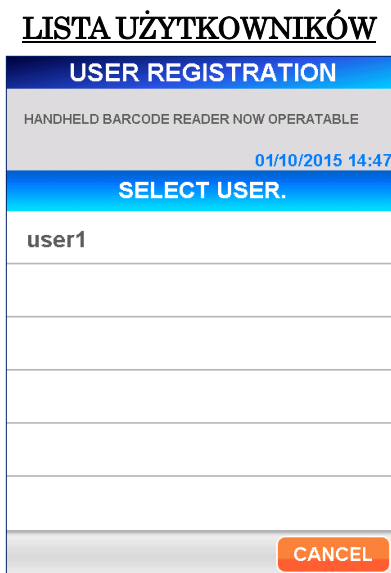 LISTA UŻYTKOWNIKÓW
USER REGISTRATION
HANDHELD BARCODE READER NOW OPERATABLE
01/10/2015 14:47
SELECT USER.
user1
CANCEL